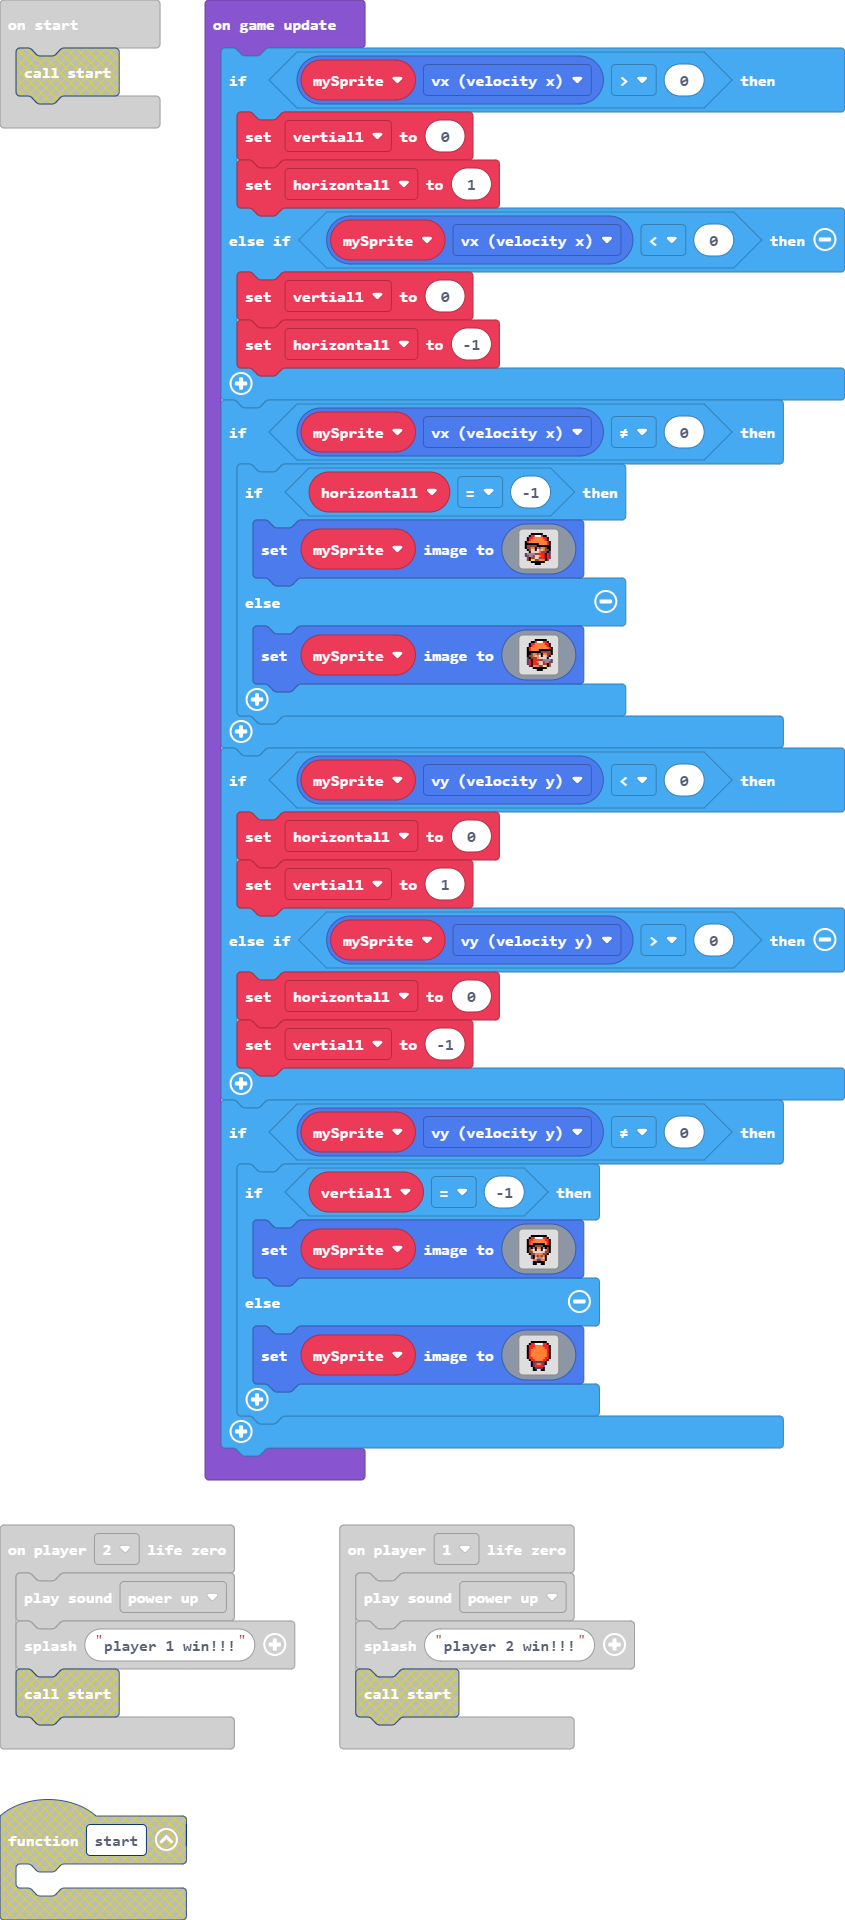 on start
call start
on game update
if mySprite vx (velocity x) > 0 then
set vertial1 to 0
set horizontal1 to 1
else if mySprite vx (velocity x) < 0 then
set vertial1 to 0
set horizontal1 to -1
if mySprite vx (velocity x) ≠ 0 then
if horizontal1 = -1 then
set mySprite image to
else
set mySprite image to
if mySprite vy (velocity y) < 0 then
set horizontal1 to 0
set vertial1 to 1
else if mySprite vy (velocity y) > 0 then
set horizontal1 to 0
set vertial1 to -1
if mySprite vy (velocity y) ≠ 0 then
if vertial1 = -1 then
set mySprite image to
else
set mySprite image to
on player 2 life zero
play sound power up
splash "player 1 win!!!"
call start
on player 1 life zero
play sound power up
splash "player 2 win!!!"
call start
function start